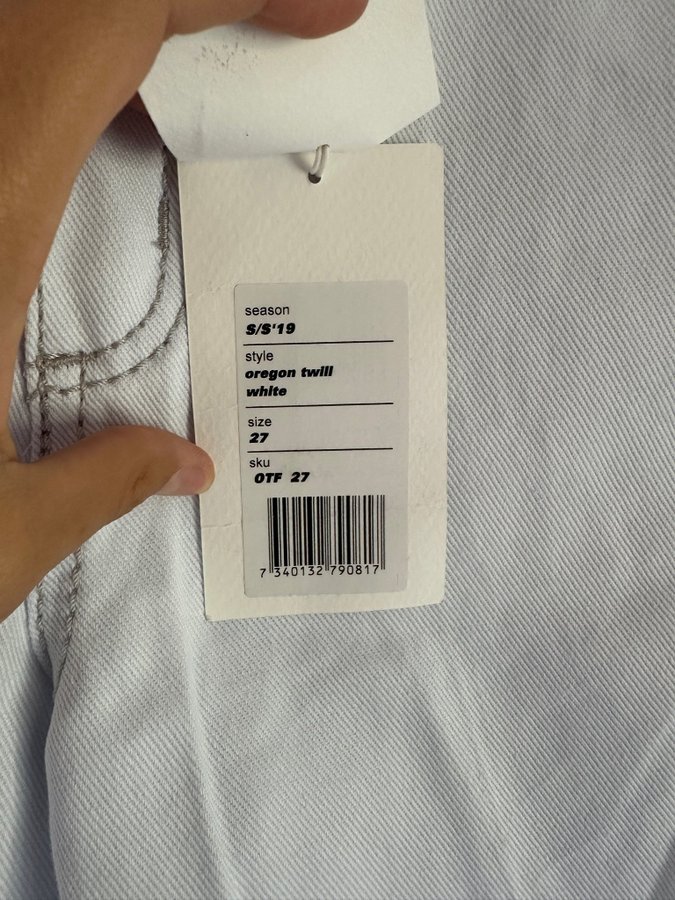 season
S/S'19
style
oregon twill
white
size
27
sku
OTF 27
7 340132 790817